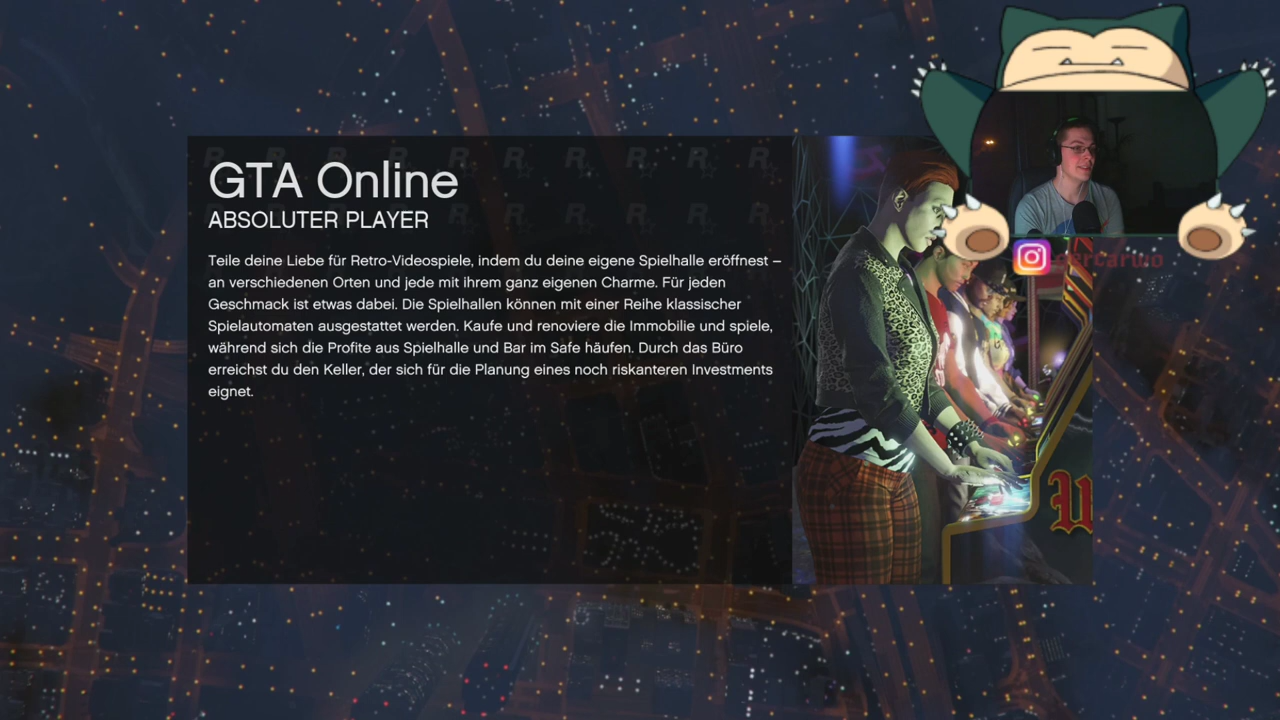 GTA Online
ABSOLUTER PLAYER
Teile deine Liebe für Retro-Videospiele, indem du deine eigene Spielhalle eröffnest –
an verschiedenen Orten und jede mit ihrem ganz eigenen Charme. Für jeden
Geschmack ist etwas dabei. Die Spielhallen können mit einer Reihe klassischer
Spielautomaten ausgestattet werden. Kaufe und renoviere die Immobilie und spiele,
während sich die Profite aus Spielhalle und Bar im Safe häufen. Durch das Büro
erreichst du den Keller, der sich für die Planung eines noch riskanteren Investments
eignet.